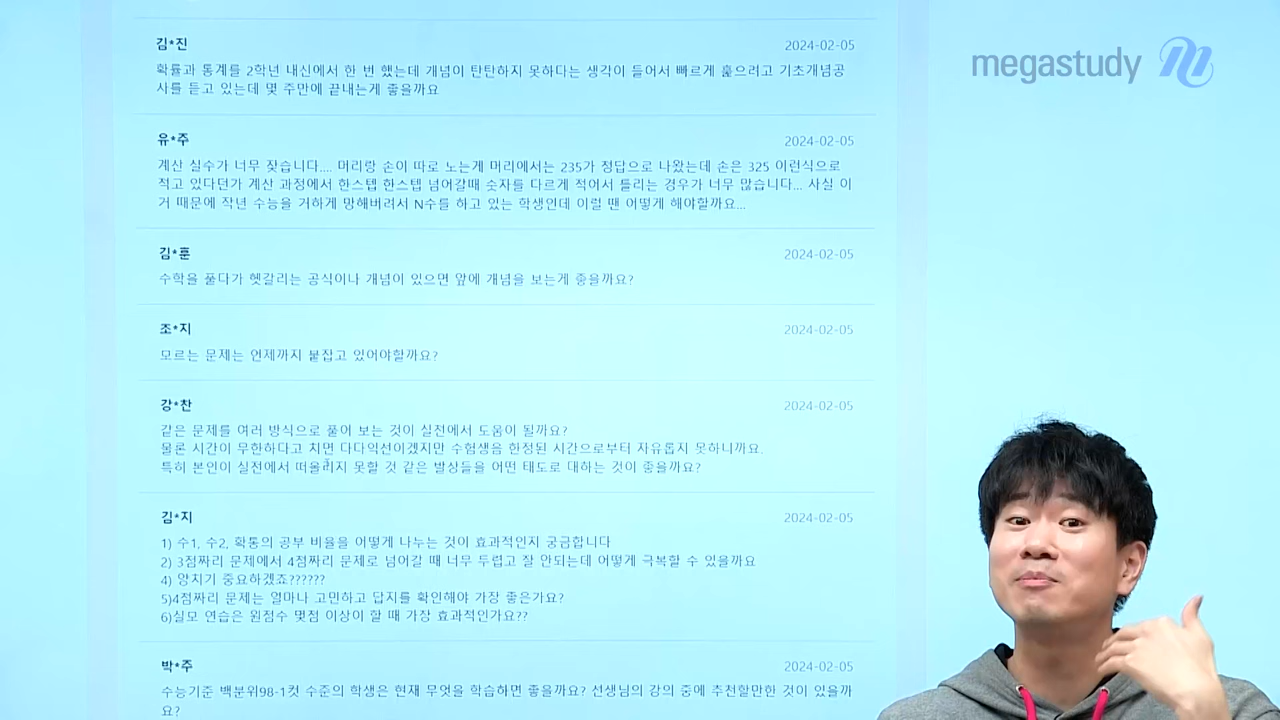 megastudy
김*진 2024-02-05
확률과 통계를 2학년 내신에서 한 번 했는데 개념이 탄탄하지 못하다는 생각이 들어서 빠르게 훑으려고 기초개념공
사를 듣고 있는데 몇 주만에 끝내는게 좋을까요
유*주 2024-02-05
계산 실수가 너무 잦습니다.... 머리랑 손이 따로 노는게 머리에서는 235가 정답으로 나왔는데 손은 325 이런식으로
적고 있다던가 계산 과정에서 한스텝 한스텝 넘어갈때 숫자를 다르게 적어서 틀리는 경우가 너무 많습니다... 사실 이
거 때문에 작년 수능을 거하게 망해버려서 N수를 하고 있는 학생인데 이럴 땐 어떻게 해야할까요...
김*훈 2024-02-05
수학을 풀다가 헷갈리는 공식이나 개념이 있으면 앞에 개념을 보는게 좋을까요?
조*지 2024-02-05
모르는 문제는 언제까지 붙잡고 있어야할까요?
강*찬 2024-02-05
같은 문제를 여러 방식으로 풀어 보는 것이 실전에서 도움이 될까요?
물론 시간이 무한하다고 치면 다다익선이겠지만 수험생은 한정된 시간으로부터 자유롭지 못하니까요.
특히 본인이 실전에서 떠올리지 못할 것 같은 발상들을 어떤 태도로 대하는 것이 좋을까요?
김*지 2024-02-05
1) 수1, 수2, 확통의 공부 비율을 어떻게 나누는 것이 효과적인지 궁금합니다
2) 3점짜리 문제에서 4점짜리 문제로 넘어갈 때 너무 두렵고 잘 안되는데 어떻게 극복할 수 있을까요
4) 양치기 중요하겠죠??????
5)4점짜리 문제는 얼마나 고민하고 답지를 확인해야 가장 좋은가요?
6)실모 연습은 원점수 몇점 이상이 할 때 가장 효과적인가요??
박*주 2024-02-05
수능기준 백분위98-1컷 수준의 학생은 현재 무엇을 학습하면 좋을까요? 선생님의 강의 중에 추천할만한 것이 있을까
요?